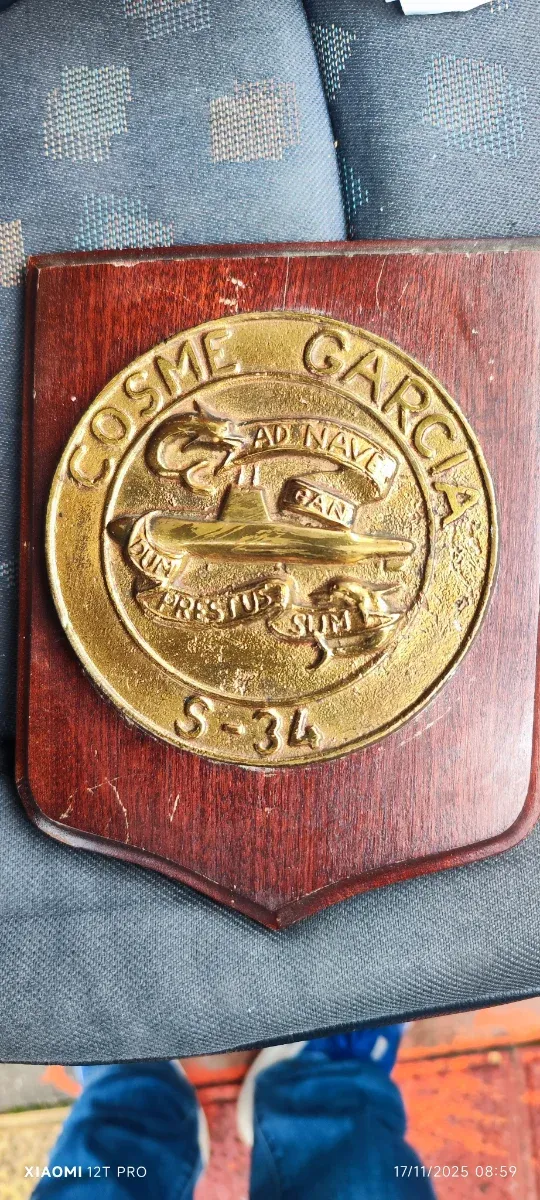 COSME GARCIA
AD NAVE
GAN
DUM
PRESTUS
SUM
S-34
XIAOMI 12T PRO
17/11/2025 08:59